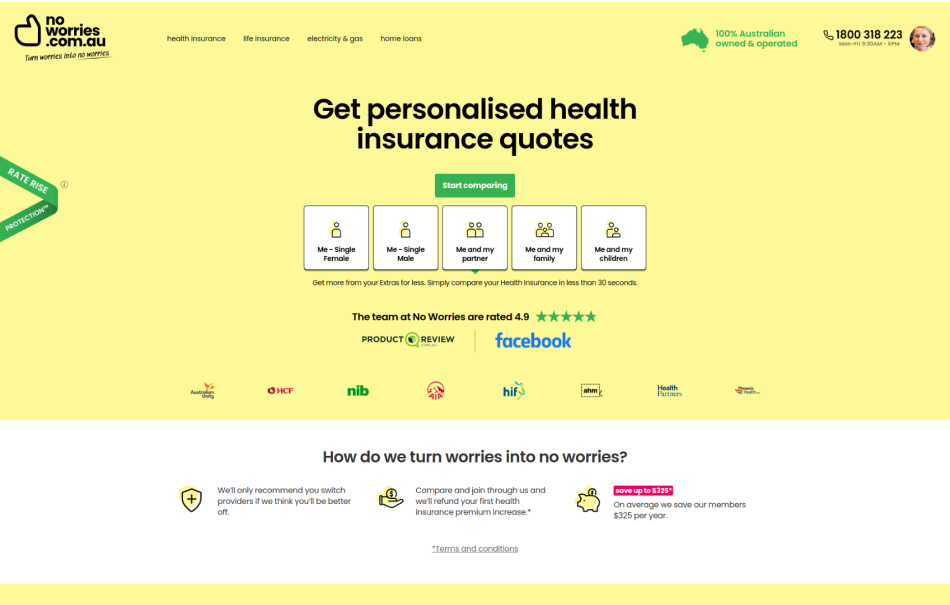 no
worries
.com.au
Turn worries into no worries
health insurance
life insurance
electricity & gas
home loans
100% Australian
owned & operated
1800 318 223
Mon-Fri 9:30AM - 6PM
Get personalised health
insurance quotes
RATE RISE
PROTECTION™
Start comparing
Me - Single
Female
Me - Single
Male
Me and my
partner
Me and my
family
Me and my
children
Get more from your Extras for less. Simply compare your Health Insurance in less than 30 seconds.
The team at No Worries are rated 4.9
PRODUCT REVIEW
.COM.AU
facebook
Australian
Unity
HCF
nib
AIA
hif
ahm
Health
Partners
Phoenix
Health
How do we turn worries into no worries?
We'll only recommend you switch
providers if we think you'll be better
off.
Compare and join through us and
we'll refund your first health
insurance premium increase.*
save up to $325*
On average we save our members
$325 per year.
*Terms and conditions